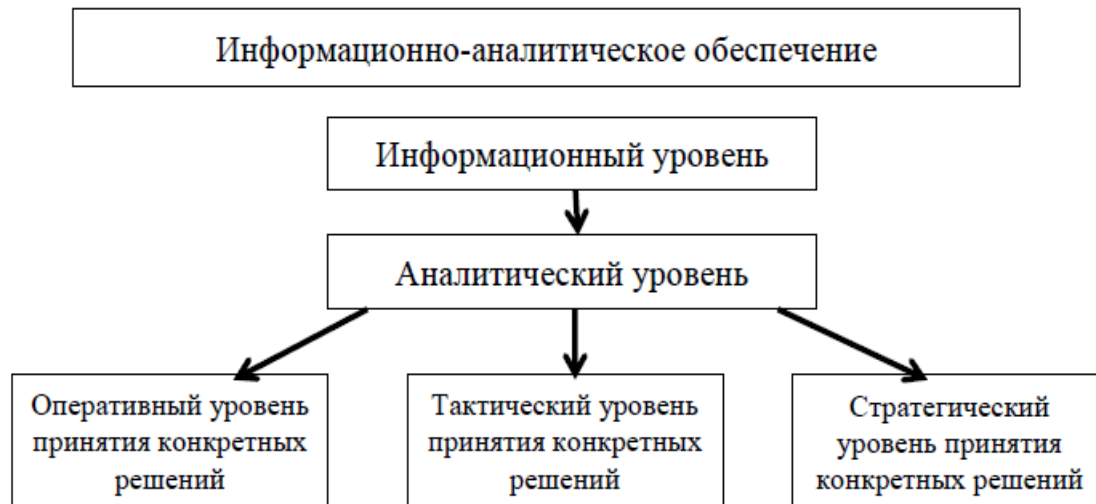 Информационно-аналитическое обеспечение
Информационный уровень
Аналитический уровень
Оперативный уровень
принятия конкретных
решений
Тактический уровень
принятия конкретных
решений
Стратегический
уровень принятия
конкретных решений